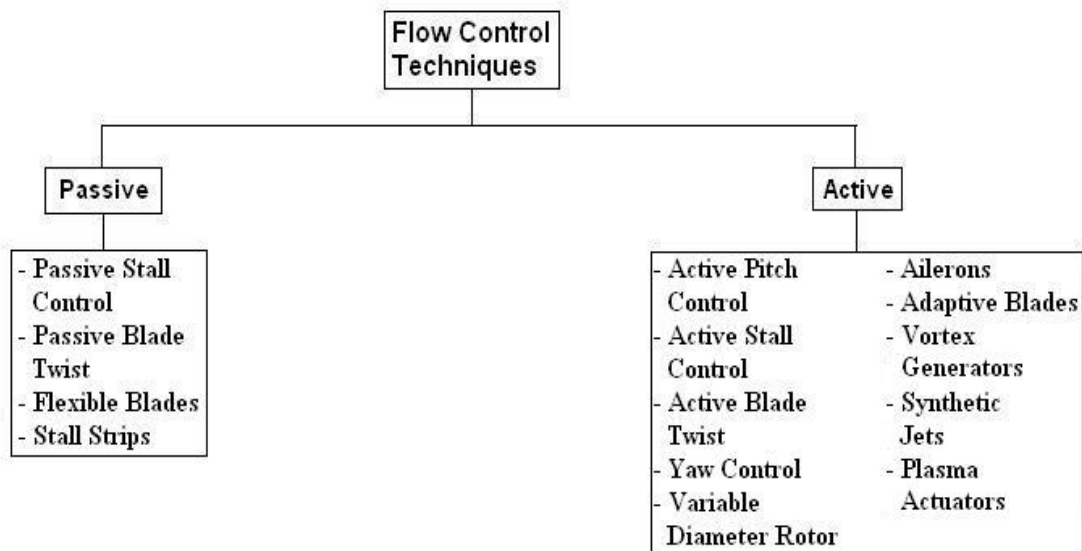 Flow Control
Techniques
Passive
Active
- Passive Stall
Control
- Passive Blade
Twist
- Flexible Blades
- Stall Strips
- Active Pitch
Control
- Active Stall
Control
- Active Blade
Twist
- Yaw Control
- Variable
Diameter Rotor
- Ailerons
- Adaptive Blades
- Vortex
Generators
- Synthetic
Jets
- Plasma
Actuators